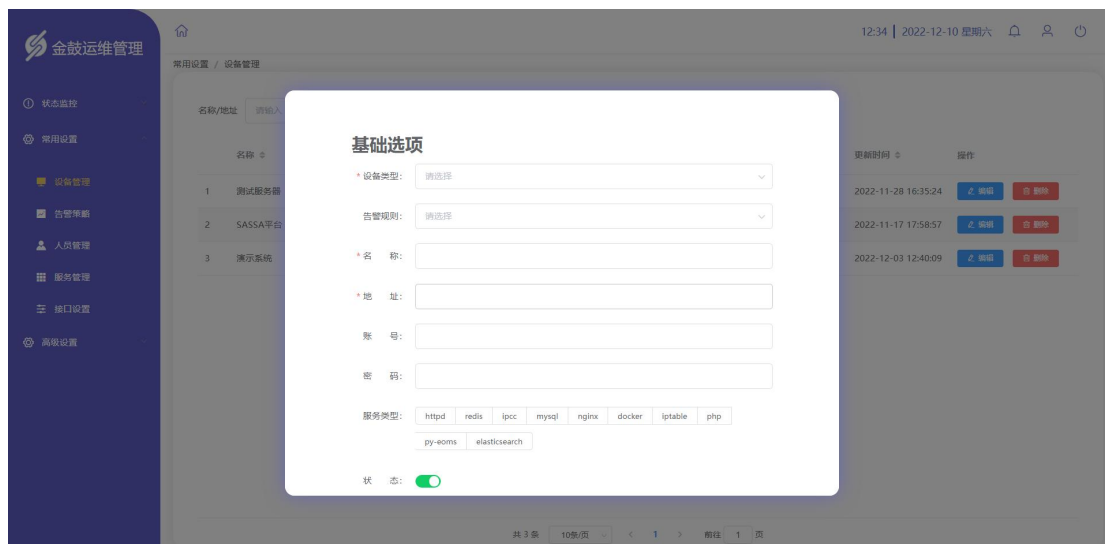 金鼓运维管理
12:34 | 2022-12-10 星期六
常用设置 / 设备管理
状态监控
常用设置
设备管理
告警策略
人员管理
服务管理
接口设置
高级设置
名称/地址 请输入
名称 更新时间 操作
1 测试服务器 2022-11-28 16:35:24 编辑 删除
2 SASSA平台 2022-11-17 17:58:57 编辑 删除
3 演示系统 2022-12-03 12:40:09 编辑 删除
基础选项
* 设备类型: 请选择
告警规则: 请选择
* 名 称:
* 地 址:
账 号:
密 码:
服务类型: httpd redis ipcc mysql nginx docker iptable php
py-eoms elasticsearch
状 态:
共 3 条 10条/页 < 1 > 前往 1 页